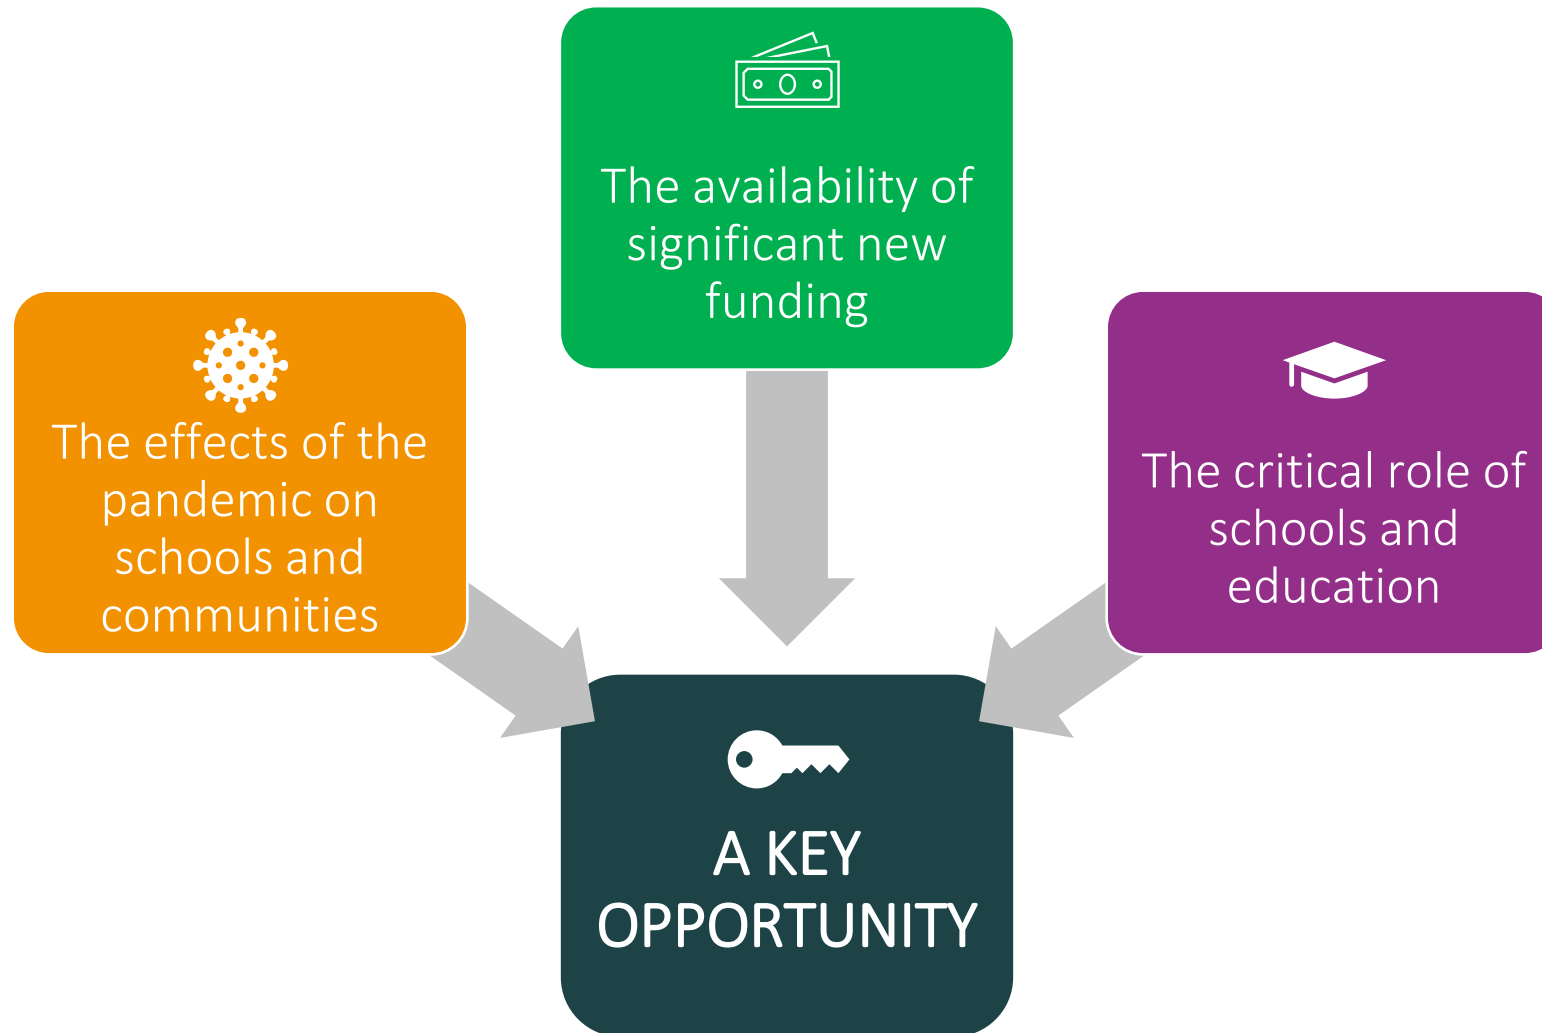 The availability of
significant new
funding
The effects of the
pandemic on
schools and
communities
The critical role of
schools and
education
A KEY
OPPORTUNITY